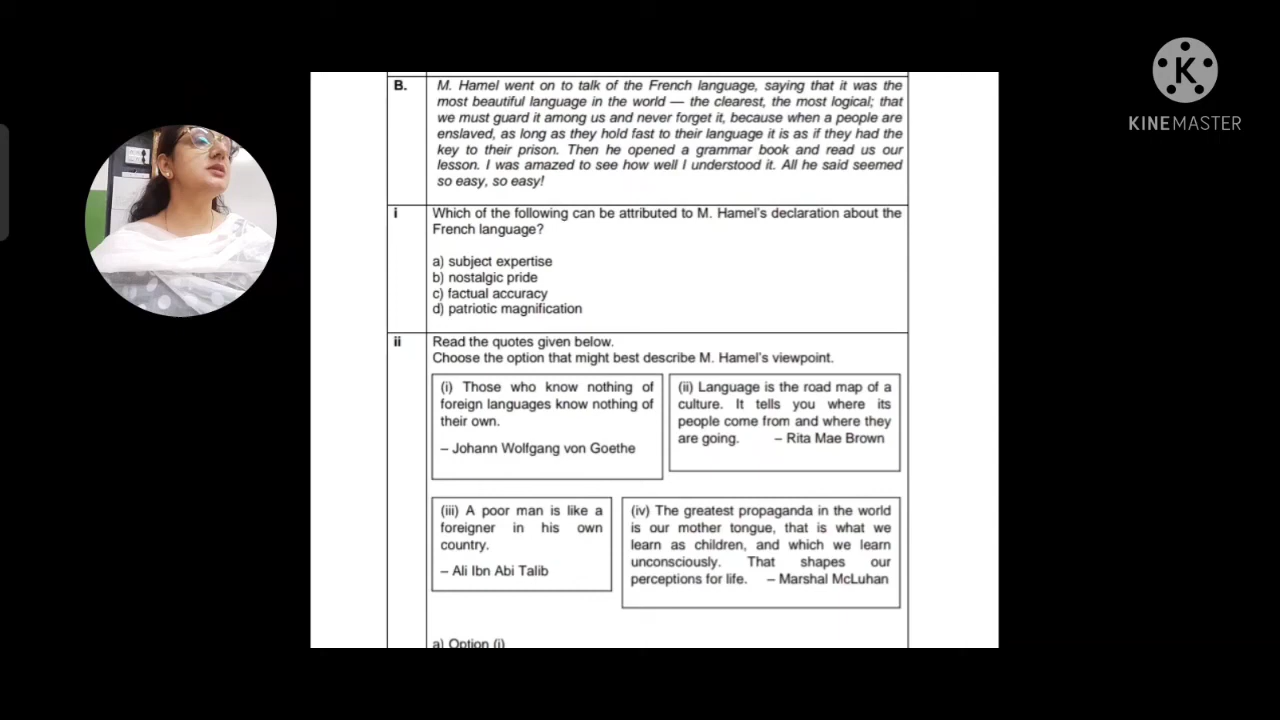 K
KINEMASTER
B.
M. Hamel went on to talk of the French language, saying that it was the
most beautiful language in the world — the clearest, the most logical; that
we must guard it among us and never forget it, because when a people are
enslaved, as long as they hold fast to their language it is as if they had the
key to their prison. Then he opened a grammar book and read us our
lesson. I was amazed to see how well I understood it. All he said seemed
so easy, so easy!
i
Which of the following can be attributed to M. Hamel's declaration about the
French language?
a) subject expertise
b) nostalgic pride
c) factual accuracy
d) patriotic magnification
ii
Read the quotes given below.
Choose the option that might best describe M. Hamel's viewpoint.
(i) Those who know nothing of
foreign languages know nothing of
their own.
– Johann Wolfgang von Goethe
(ii) Language is the road map of a
culture. It tells you where its
people come from and where they
are going. – Rita Mae Brown
(iii) A poor man is like a
foreigner in his own
country.
– Ali Ibn Abi Talib
(iv) The greatest propaganda in the world
is our mother tongue, that is what we
learn as children, and which we learn
unconsciously. That shapes our
perceptions for life. – Marshal McLuhan
a) Option (i)